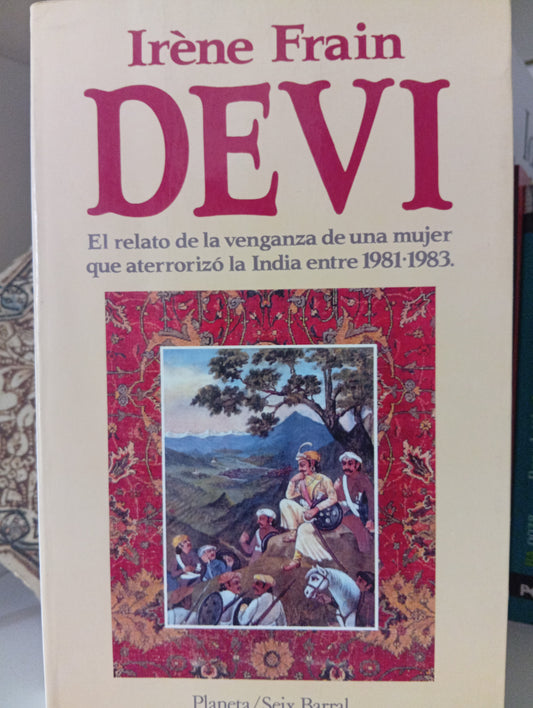 Irène Frain
DEVI
El relato de la venganza de una mujer
que aterrorizó la India entre 1981-1983.
Planeta/Seix Barral